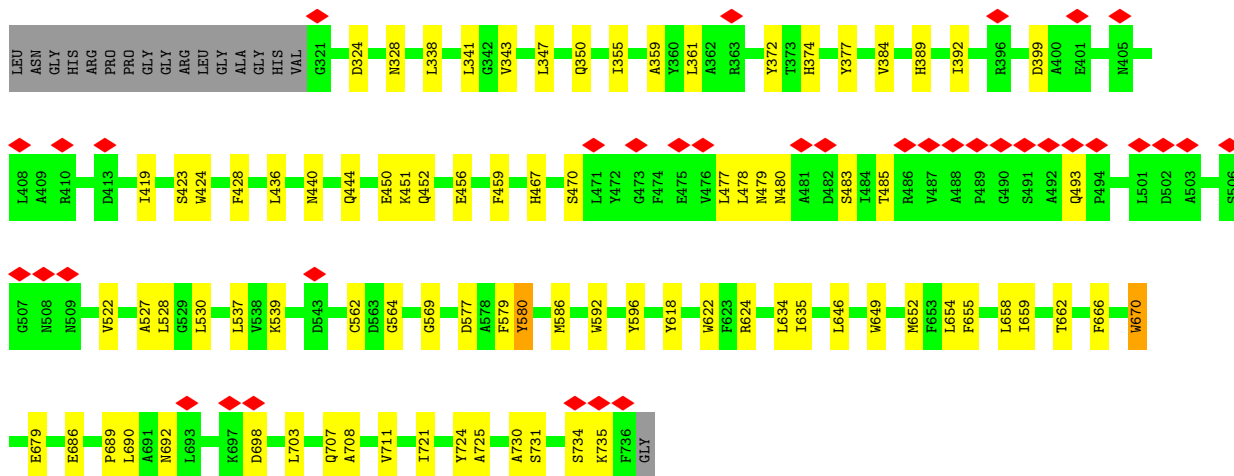 LEU ASN GLY HIS ARG PRO PRO GLY GLY ARG LEU GLY ALA GLY HIS VAL G321 D324 N328 L338 L341 G342 V343 L347 Q350 I355 A359 Y360 L361 A362 R363 Y372 T373 H374 Y377 V384 H389 I392 R396 D399 A400 E401 N405
L408 A409 R410 D413 I419 S423 W424 F428 L436 N440 Q444 E450 K451 Q452 E456 F459 H467 S470 L471 Y472 G473 F474 E475 V476 L477 L478 N479 N480 A481 D482 S483 I484 T485 R486 V487 A488 P489 G490 S491 A492 Q493 P494 L501 D502 A503 S506
G507 N508 N509 V522 A527 L528 G529 L530 L537 V538 K539 D543 C562 D563 G564 G569 D577 A578 F579 Y580 M586 W592 Y596 Y618 W622 F623 R624 L634 I635 L646 W649 M652 F653 L654 F655 L658 I659 T662 F666 W670
E679 E686 P689 L690 A691 N692 L693 K697 D698 L703 Q707 A708 V711 I721 Y724 A725 A730 S731 S734 K735 F736 GLY